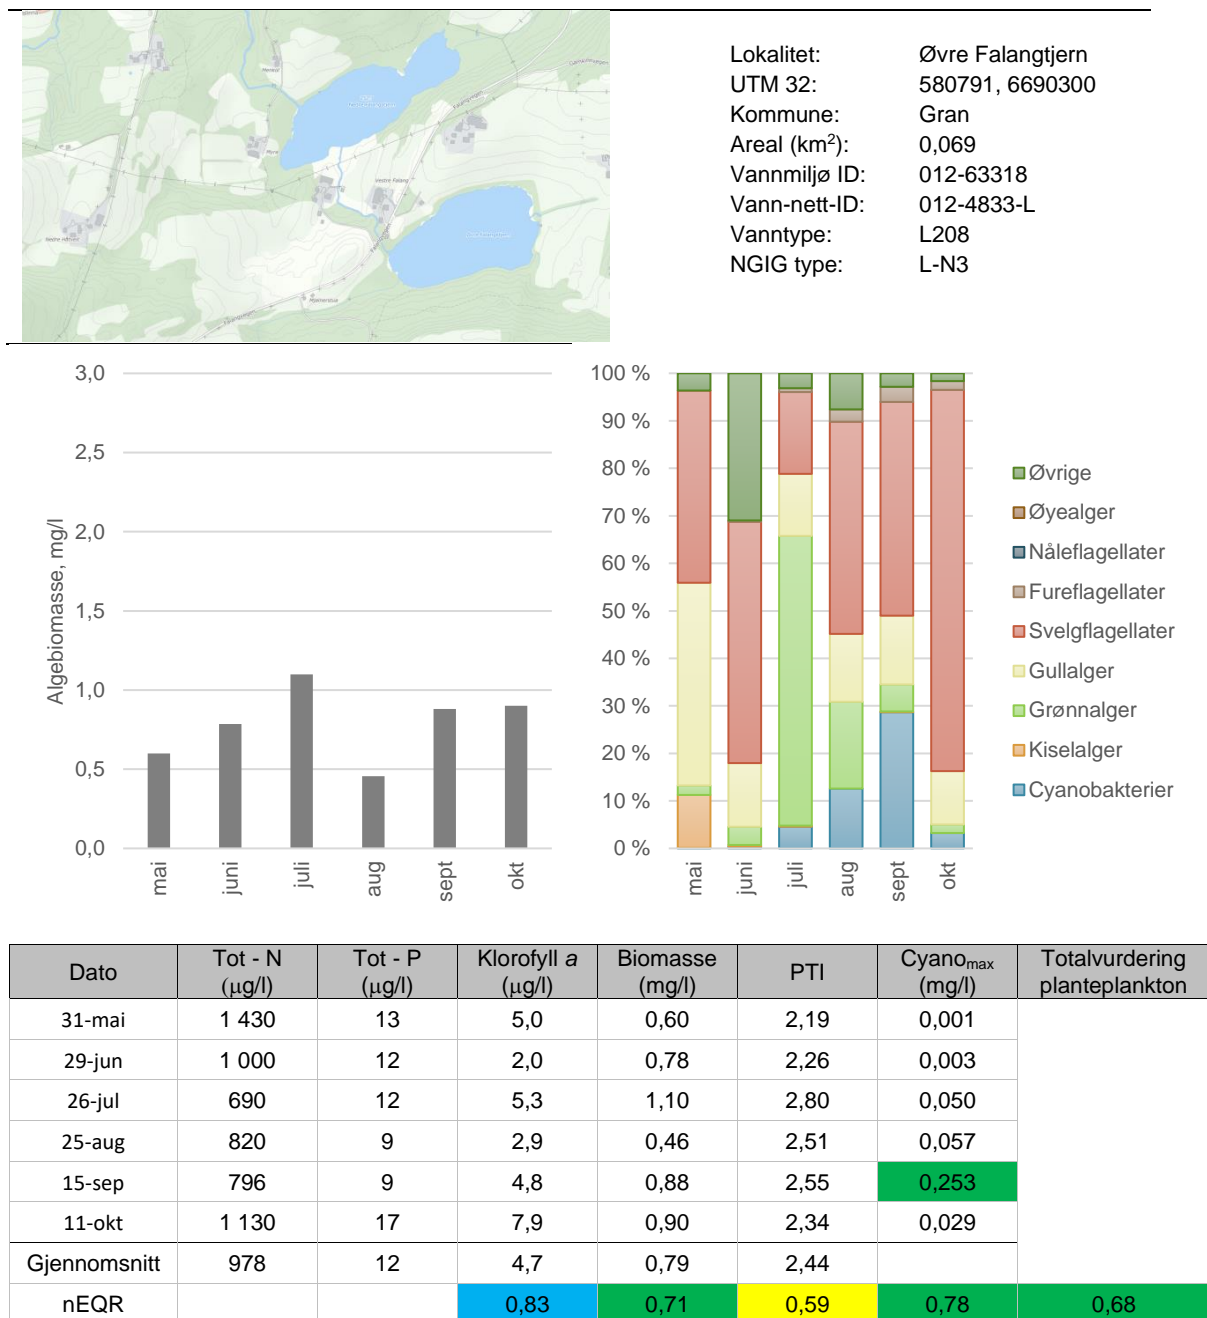 Lokalitet: Øvre Falangtjern
UTM 32: 580791, 6690300
Kommune: Gran
Areal (km²): 0,069
Vannmiljø ID: 012-63318
Vann-nett-ID: 012-4833-L
Vanntype: L208
NGIG type: L-N3
Vestre Falang
Falangvegen
Algebiomasse, mg/l
3,0
2,5
2,0
1,5
1,0
0,5
0,0
mai juni juli aug sept okt
100 %
90 %
80 %
70 %
60 %
50 %
40 %
30 %
20 %
10 %
0 %
mai juni juli aug sept okt
Øvrige
Øyealger
Nåleflagellater
Fureflagellater
Svelgflagellater
Gullalger
Grønnalger
Kiselalger
Cyanobakterier
Dato Tot - N (µg/l) Tot - P (µg/l) Klorofyll a (µg/l) Biomasse (mg/l) PTI Cyanomax (mg/l) Totalvurdering planteplankton
31-mai 1 430 13 5,0 0,60 2,19 0,001
29-jun 1 000 12 2,0 0,78 2,26 0,003
26-jul 690 12 5,3 1,10 2,80 0,050
25-aug 820 9 2,9 0,46 2,51 0,057
15-sep 796 9 4,8 0,88 2,55 0,253
11-okt 1 130 17 7,9 0,90 2,34 0,029
Gjennomsnitt 978 12 4,7 0,79 2,44
nEQR 0,83 0,71 0,59 0,78 0,68